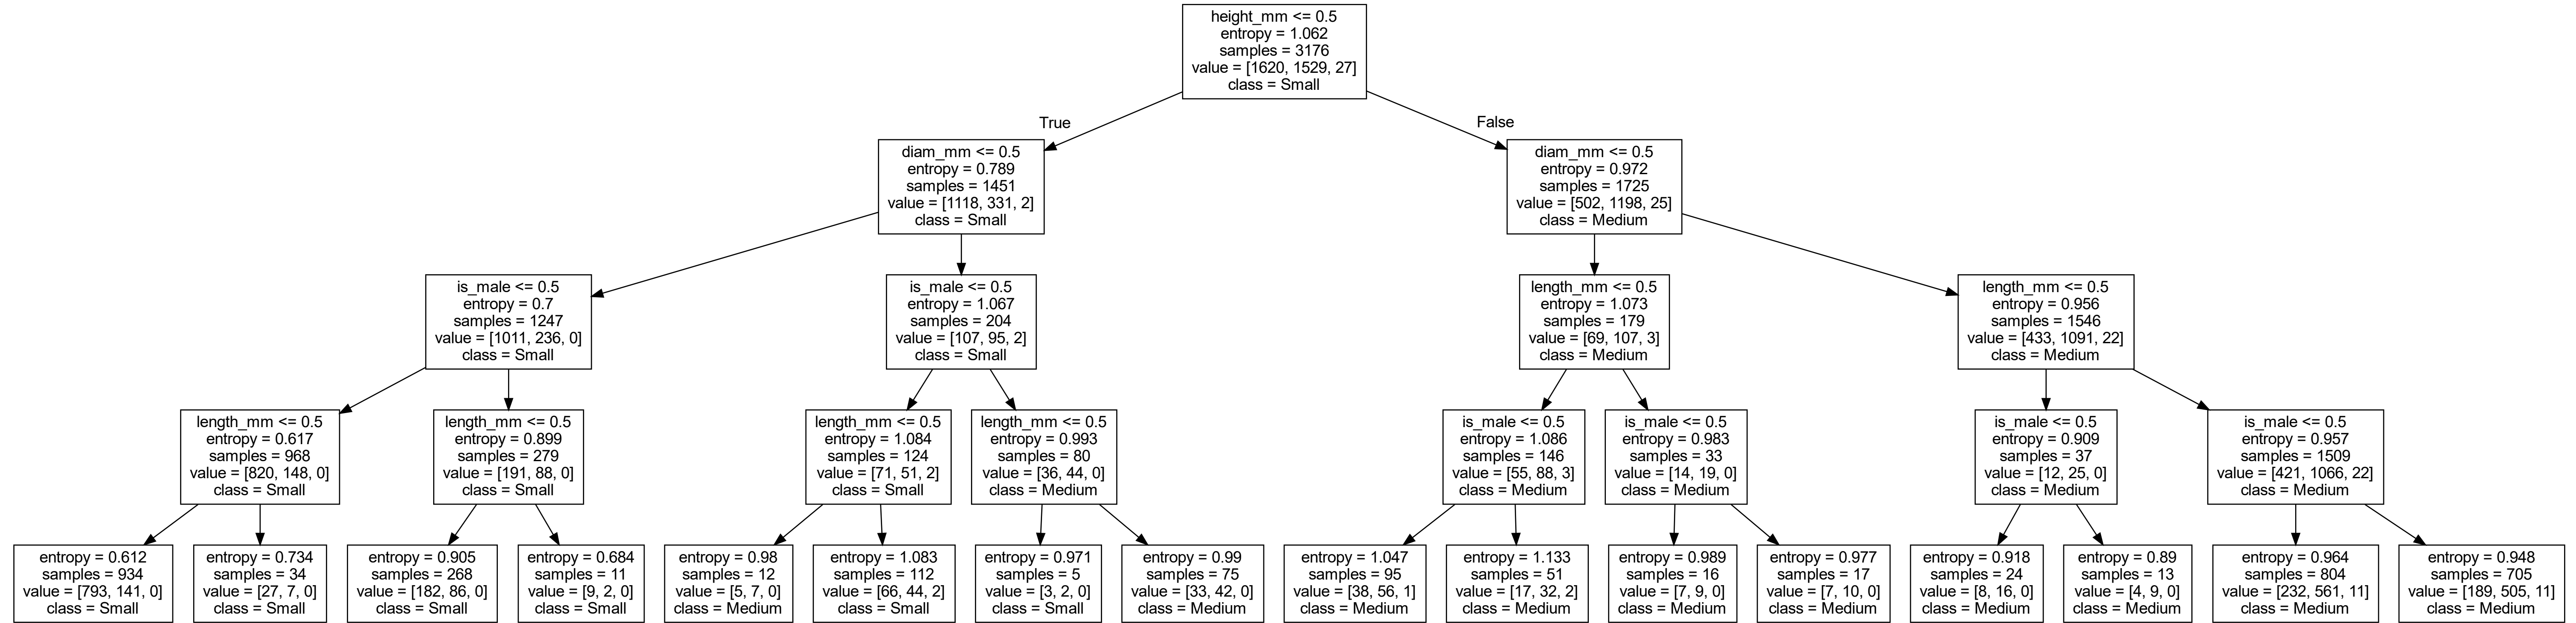 height_mm <= 0.5
entropy = 1.062
samples = 3176
value = [1620, 1529, 27]
class = Small
True
False
diam_mm <= 0.5
entropy = 0.789
samples = 1451
value = [1118, 331, 2]
class = Small
diam_mm <= 0.5
entropy = 0.972
samples = 1725
value = [502, 1198, 25]
class = Medium
is_male <= 0.5
entropy = 0.7
samples = 1247
value = [1011, 236, 0]
class = Small
is_male <= 0.5
entropy = 1.067
samples = 204
value = [107, 95, 2]
class = Small
length_mm <= 0.5
entropy = 1.073
samples = 179
value = [69, 107, 3]
class = Medium
length_mm <= 0.5
entropy = 0.956
samples = 1546
value = [433, 1091, 22]
class = Medium
length_mm <= 0.5
entropy = 0.617
samples = 968
value = [820, 148, 0]
class = Small
length_mm <= 0.5
entropy = 0.899
samples = 279
value = [191, 88, 0]
class = Small
length_mm <= 0.5
entropy = 1.084
samples = 124
value = [71, 51, 2]
class = Small
length_mm <= 0.5
entropy = 0.993
samples = 80
value = [36, 44, 0]
class = Medium
is_male <= 0.5
entropy = 1.086
samples = 146
value = [55, 88, 3]
class = Medium
is_male <= 0.5
entropy = 0.983
samples = 33
value = [14, 19, 0]
class = Medium
is_male <= 0.5
entropy = 0.909
samples = 37
value = [12, 25, 0]
class = Medium
is_male <= 0.5
entropy = 0.957
samples = 1509
value = [421, 1066, 22]
class = Medium
entropy = 0.612
samples = 934
value = [793, 141, 0]
class = Small
entropy = 0.734
samples = 34
value = [27, 7, 0]
class = Small
entropy = 0.905
samples = 268
value = [182, 86, 0]
class = Small
entropy = 0.684
samples = 11
value = [9, 2, 0]
class = Small
entropy = 0.98
samples = 12
value = [5, 7, 0]
class = Medium
entropy = 1.083
samples = 112
value = [66, 44, 2]
class = Small
entropy = 0.971
samples = 5
value = [3, 2, 0]
class = Small
entropy = 0.99
samples = 75
value = [33, 42, 0]
class = Medium
entropy = 1.047
samples = 95
value = [38, 56, 1]
class = Medium
entropy = 1.133
samples = 51
value = [17, 32, 2]
class = Medium
entropy = 0.989
samples = 16
value = [7, 9, 0]
class = Medium
entropy = 0.977
samples = 17
value = [7, 10, 0]
class = Medium
entropy = 0.918
samples = 24
value = [8, 16, 0]
class = Medium
entropy = 0.89
samples = 13
value = [4, 9, 0]
class = Medium
entropy = 0.964
samples = 804
value = [232, 561, 11]
class = Medium
entropy = 0.948
samples = 705
value = [189, 505, 11]
class = Medium